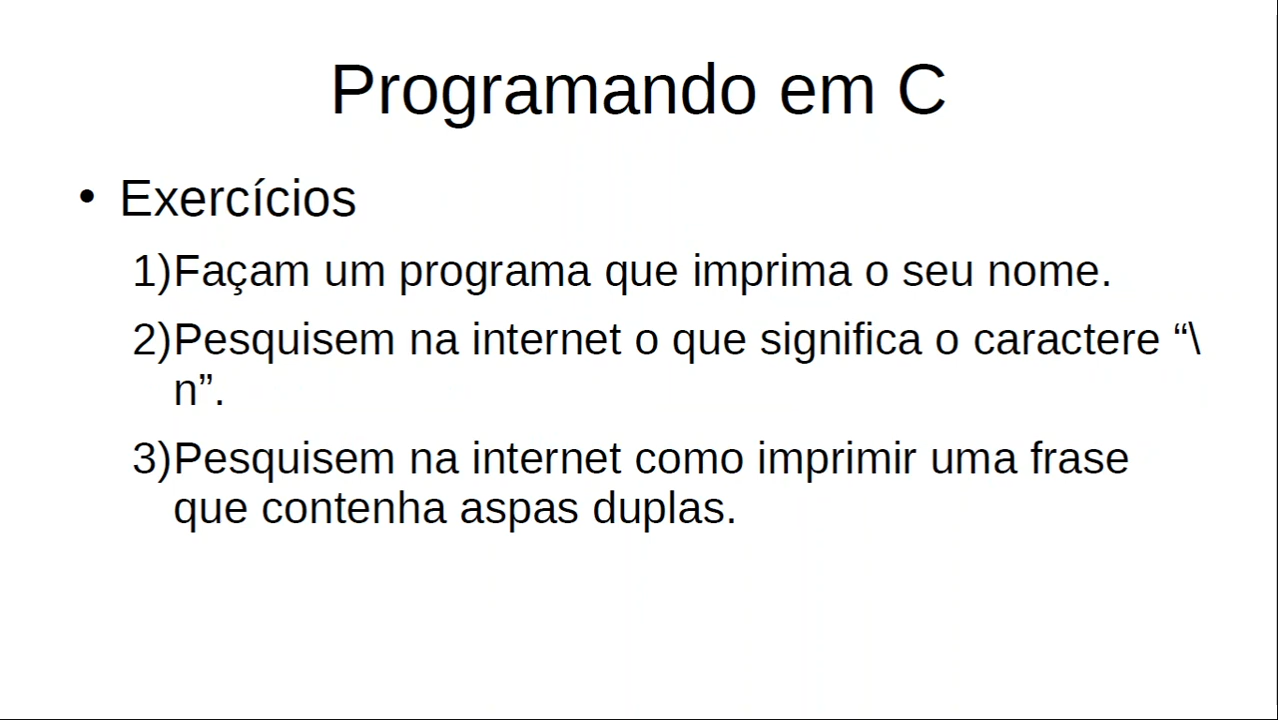 Programando em C
• Exercícios
1)Façam um programa que imprima o seu nome.
2)Pesquisem na internet o que significa o caractere “\
n”.
3)Pesquisem na internet como imprimir uma frase
que contenha aspas duplas.